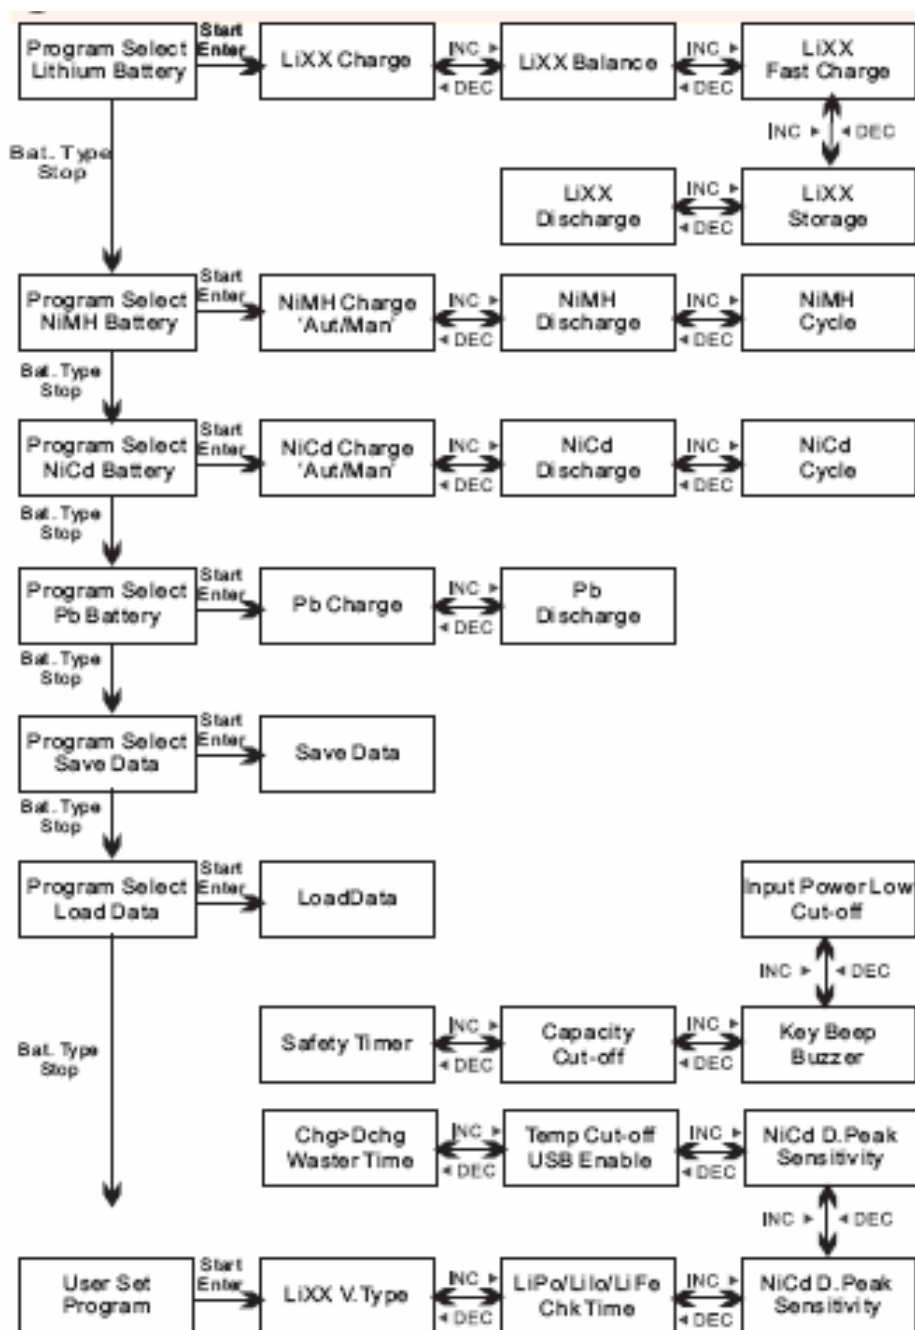 Program Select
Lithium Battery
Start
Enter
LiXX Charge
INC ►
◄ DEC
LiXX Balance
INC ►
◄ DEC
LiXX
Fast Charge
INC ► ◄ DEC
Bat. Type
Stop
LiXX
Discharge
INC ►
◄ DEC
LiXX
Storage
Program Select
NiMH Battery
Start
Enter
NiMH Charge
'Aut/Man'
INC ►
◄ DEC
NiMH
Discharge
INC ►
◄ DEC
NiMH
Cycle
Bat. Type
Stop
Program Select
NiCd Battery
Start
Enter
NiCd Charge
'Aut/Man'
INC ►
◄ DEC
NiCd
Discharge
INC ►
◄ DEC
NiCd
Cycle
Bat. Type
Stop
Program Select
Pb Battery
Start
Enter
Pb Charge
INC ►
◄ DEC
Pb
Discharge
Bat. Type
Stop
Program Select
Save Data
Start
Enter
Save Data
Bat. Type
Stop
Program Select
Load Data
Start
Enter
LoadData
Input Power Low
Cut-off
INC ► ◄ DEC
Bat. Type
Stop
Safety Timer
INC ►
◄ DEC
Capacity
Cut-off
INC ►
◄ DEC
Key Beep
Buzzer
Chg>Dchg
Waster Time
INC ►
◄ DEC
Temp Cut-off
USB Enable
INC ►
◄ DEC
NiCd D.Peak
Sensitivity
INC ► ◄ DEC
User Set
Program
Start
Enter
LiXX V.Type
INC ►
◄ DEC
LiPo/LiIo/LiFe
Chk Time
INC ►
◄ DEC
NiCd D.Peak
Sensitivity